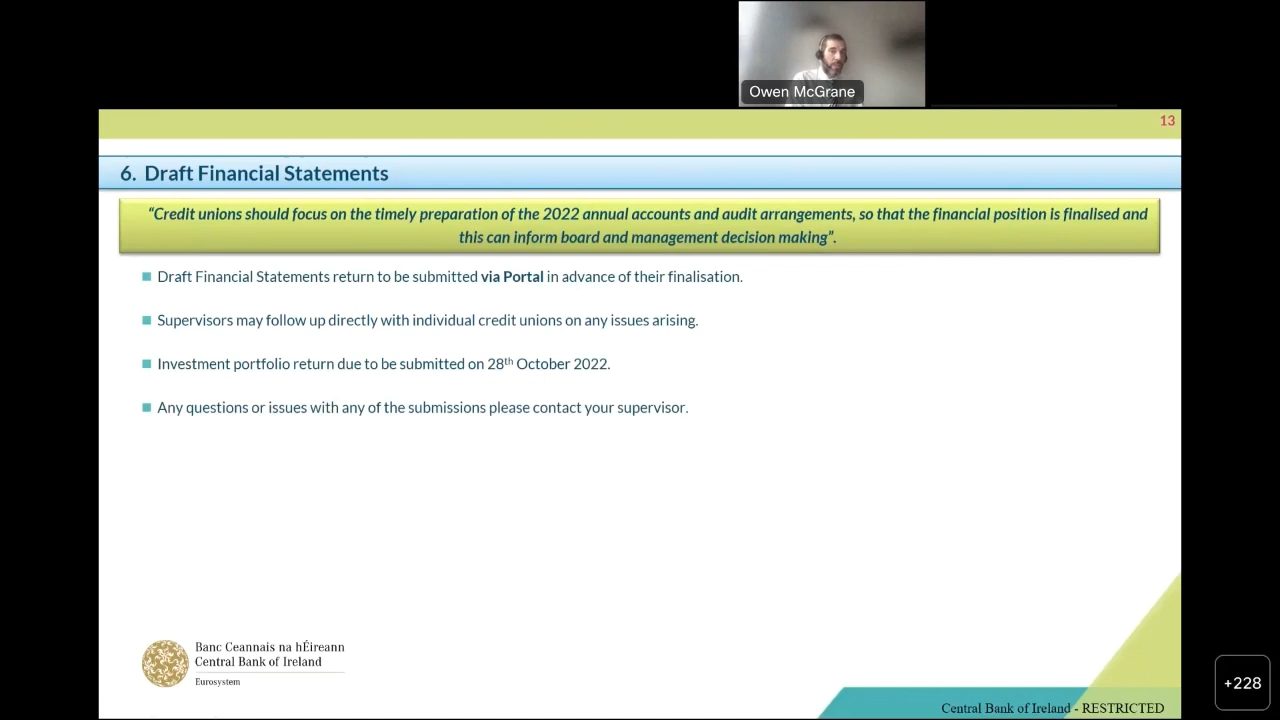 Owen McGrane
13
6. Draft Financial Statements
“Credit unions should focus on the timely preparation of the 2022 annual accounts and audit arrangements, so that the financial position is finalised and
this can inform board and management decision making”.
Draft Financial Statements return to be submitted via Portal in advance of their finalisation.
Supervisors may follow up directly with individual credit unions on any issues arising.
Investment portfolio return due to be submitted on 28th October 2022.
Any questions or issues with any of the submissions please contact your supervisor.
Banc Ceannais na hÉireann
Central Bank of Ireland
Eurosystem
+228
Central Bank of Ireland - RESTRICTED